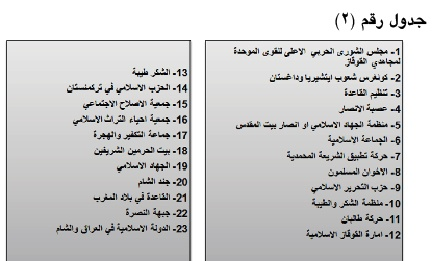 جدول رقم (٢)
1- مجلس الشورى الحربي الاعلى للقوى الموحدة
لمجاهدي القوقاز
2- كونغرس شعوب ايتشيريا وداغستان
3- تنظيم القاعدة
4- عصبة الانصار
5- منظمة الجهاد الاسلامي او انصار بيت المقدس
6- الجماعة الاسلامية
7- حركة تطبيق الشريعة المحمدية
8- الاخوان المسلمون
9- حزب التحرير الاسلامي
10- منظمة الشكر والطيبة
11- حركة طالبان
12- امارة القوقاز الاسلامية
13- الشكر طيبة
14- الحزب الاسلامي في تركمنستان
15- جمعية الاصلاح الاجتماعي
16- جمعية احياء التراث الاسلامي
17- جماعة التكفير والهجرة
18- بيت الحرمين الشريفين
19- الجهاد الاسلامي
20- جند الشام
21- القاعدة في بلاد المغرب
22- جبهة النصرة
23- الدولة الاسلامية في العراق والشام